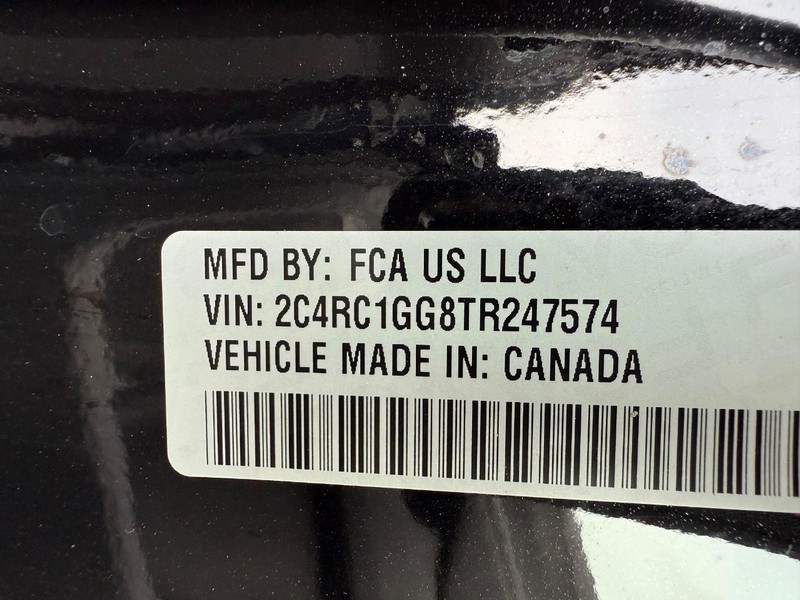 MFD BY: FCA US LLC
VIN: 2C4RC1GG8TR247574
VEHICLE MADE IN: CANADA